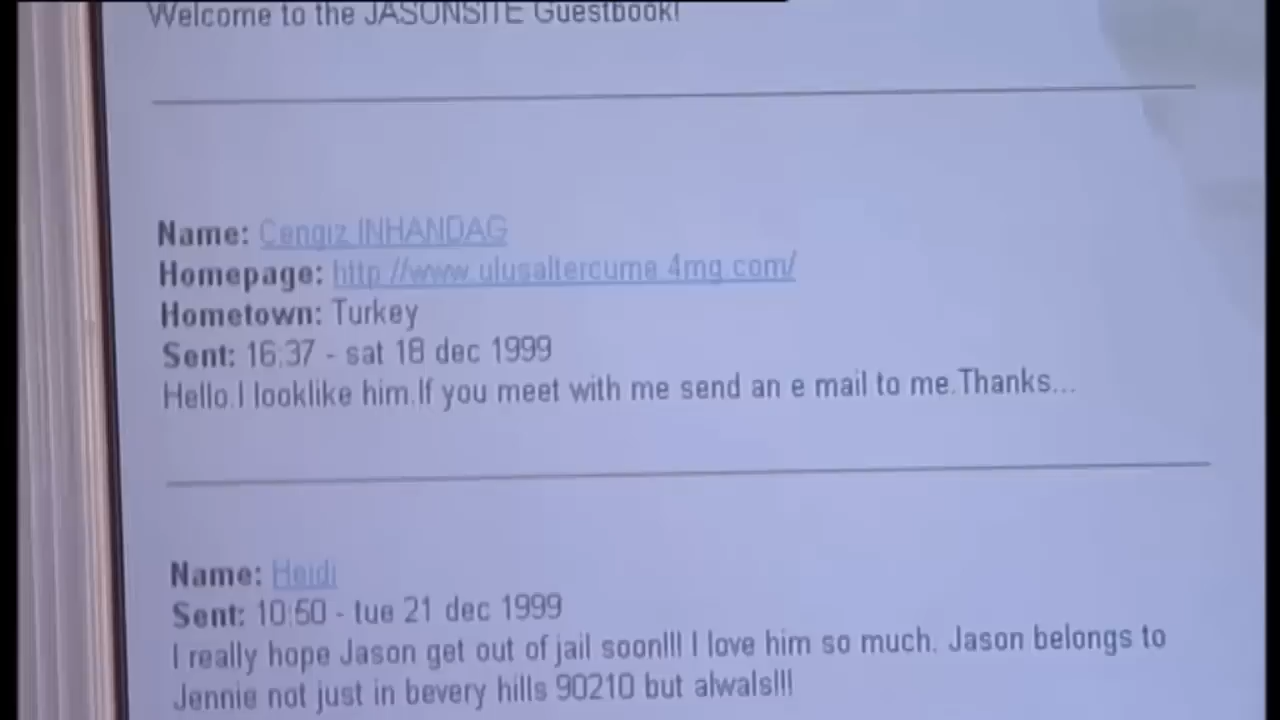 Welcome to the JASONSITE Guestbook!
Name: Cengiz INHANDAG
Homepage: http://www.ulusaltercume.4mg.com/
Hometown: Turkey
Sent: 16:37 - sat 18 dec 1999
Hello.I looklike him.If you meet with me send an e mail to me.Thanks...
Name: Heidi
Sent: 10:50 - tue 21 dec 1999
I really hope Jason get out of jail soon!!! I love him so much. Jason belongs to
Jennie not just in bevery hills 90210 but alwals!!!